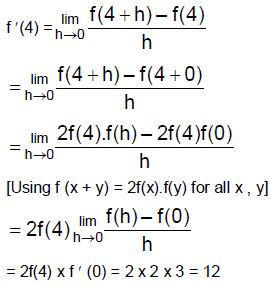 f ′(4) = lim h→0 f(4 + h) – f(4) / h
= lim h→0 f(4 + h) – f(4 + 0) / h
= lim h→0 2f(4).f(h) – 2f(4)f(0) / h
[Using f (x + y) = 2f(x).f(y) for all x , y]
= 2f(4) lim h→0 f(h) – f(0) / h
= 2f(4) x f ′ (0) = 2 x 2 x 3 = 12